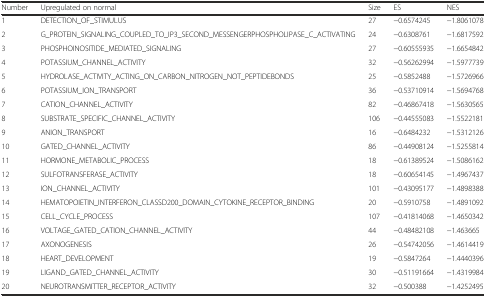 Number Upregulated on normal Size ES NES
1 DETECTION_OF_STIMULUS 27 −0.6574245 −1.8061078
2 G_PROTEIN_SIGNALING_COUPLED_TO_IP3_SECOND_MESSENGERPHOSPHOLIPASE_C_ACTIVATING 24 −0.6308761 −1.6817592
3 PHOSPHOINOSITIDE_MEDIATED_SIGNALING 27 −0.60555935 −1.6654842
4 POTASSIUM_CHANNEL_ACTIVITY 32 −0.56262994 −1.5977739
5 HYDROLASE_ACTIVITY_ACTING_ON_CARBON_NITROGEN_NOT_PEPTIDEBONDS 25 −0.5852488 −1.5726966
6 POTASSIUM_ION_TRANSPORT 36 −0.53710914 −1.5694768
7 CATION_CHANNEL_ACTIVITY 82 −0.46867418 −1.5630565
8 SUBSTRATE_SPECIFIC_CHANNEL_ACTIVITY 106 −0.44555083 −1.5522181
9 ANION_TRANSPORT 16 −0.6484232 −1.5312126
10 GATED_CHANNEL_ACTIVITY 86 −0.44908124 −1.5255814
11 HORMONE_METABOLIC_PROCESS 18 −0.61389524 −1.5086162
12 SULFOTRANSFERASE_ACTIVITY 18 −0.60654145 −1.4967437
13 ION_CHANNEL_ACTIVITY 101 −0.43095177 −1.4898388
14 HEMATOPOIETIN_INTERFERON_CLASSD200_DOMAIN_CYTOKINE_RECEPTOR_BINDING 20 −0.5910758 −1.4891092
15 CELL_CYCLE_PROCESS 107 −0.41814068 −1.4650342
16 VOLTAGE_GATED_CATION_CHANNEL_ACTIVITY 44 −0.48482108 −1.463665
17 AXONOGENESIS 26 −0.54742056 −1.4614419
18 HEART_DEVELOPMENT 19 −0.5847264 −1.4440396
19 LIGAND_GATED_CHANNEL_ACTIVITY 30 −0.51191664 −1.4319984
20 NEUROTRANSMITTER_RECEPTOR_ACTIVITY 32 −0.500388 −1.4252495